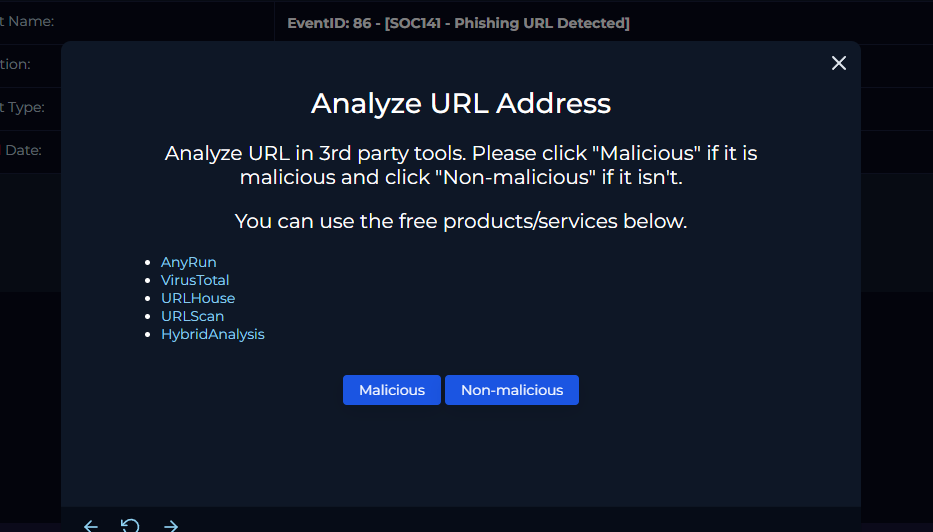 t Name:
EventID: 86 - [SOC141 - Phishing URL Detected]
tion:
t Type:
Date:
Analyze URL Address
Analyze URL in 3rd party tools. Please click "Malicious" if it is
malicious and click "Non-malicious" if it isn't.
You can use the free products/services below.
AnyRun
VirusTotal
URLHouse
URLScan
HybridAnalysis
Malicious Non-malicious